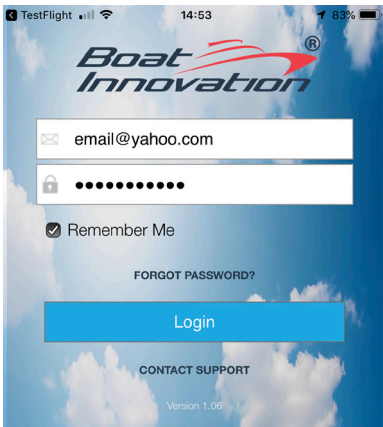 TestFlight 14:53 83%
Boat ®
Innovation
email@yahoo.com
●●●●●●●●●●●
Remember Me
FORGOT PASSWORD?
Login
CONTACT SUPPORT
Version 1.06